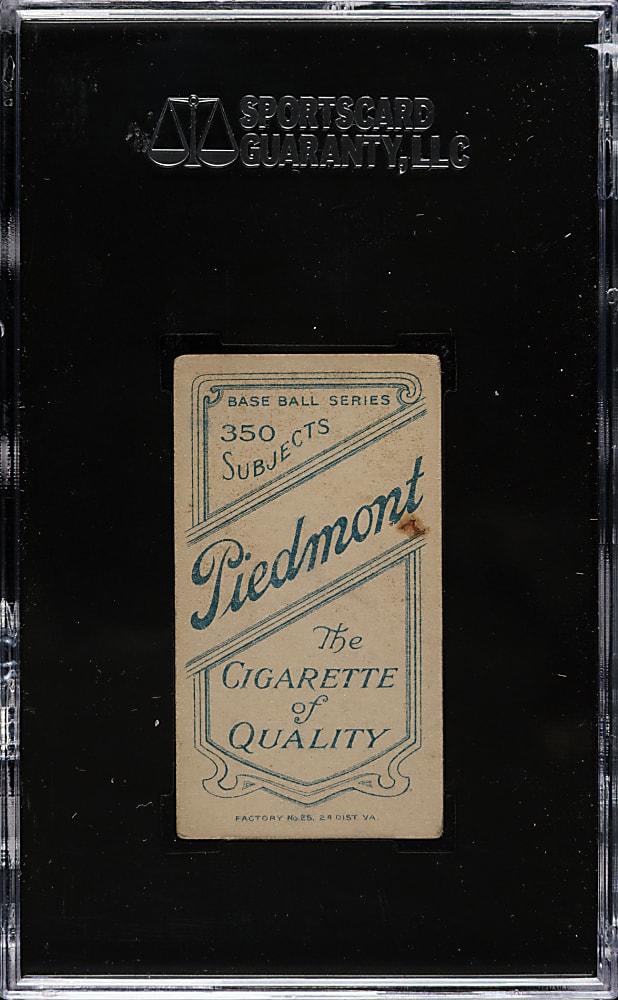 SPORTSCARD
GUARANTY, LLC
BASE BALL SERIES
350
SUBJECTS
Piedmont
The
CIGARETTE
of
QUALITY
FACTORY No. 25, 2d DIST. VA.